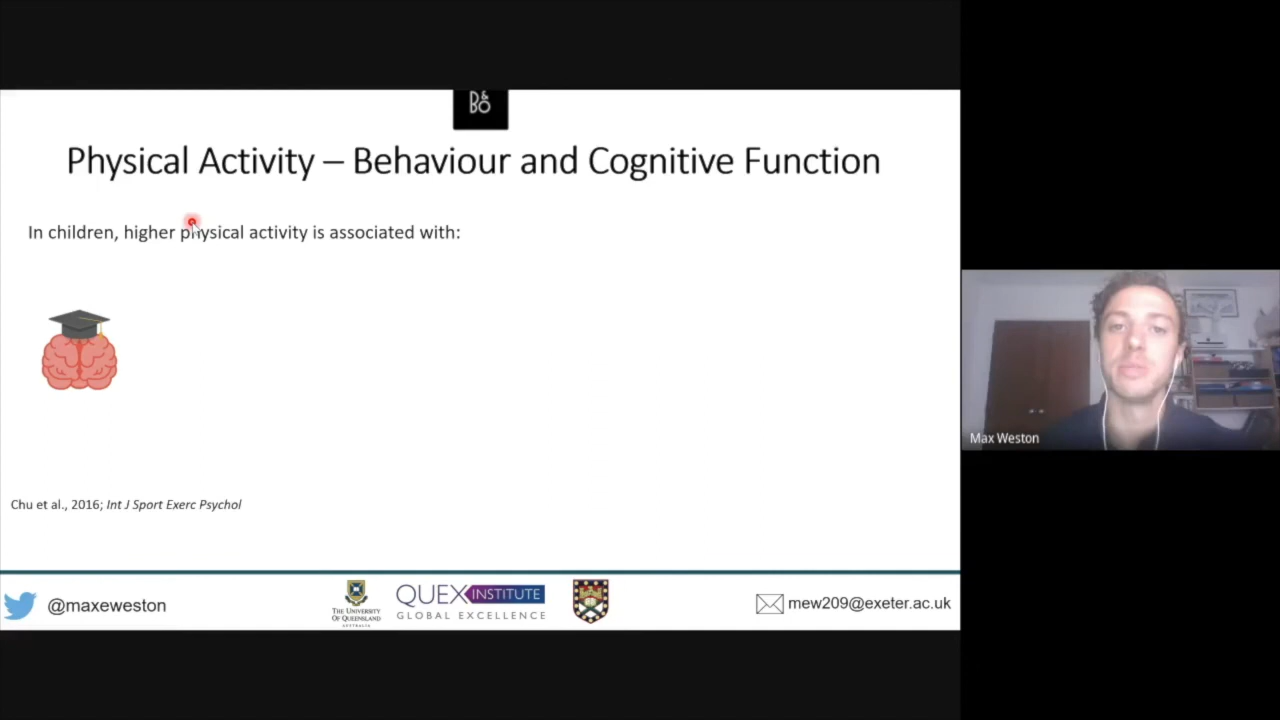 B&O
Physical Activity – Behaviour and Cognitive Function
In children, higher physical activity is associated with:
Chu et al., 2016; Int J Sport Exerc Psychol
@maxeweston
THE UNIVERSITY
OF QUEENSLAND
AUSTRALIA
QUEX INSTITUTE
GLOBAL EXCELLENCE
mew209@exeter.ac.uk
Max Weston